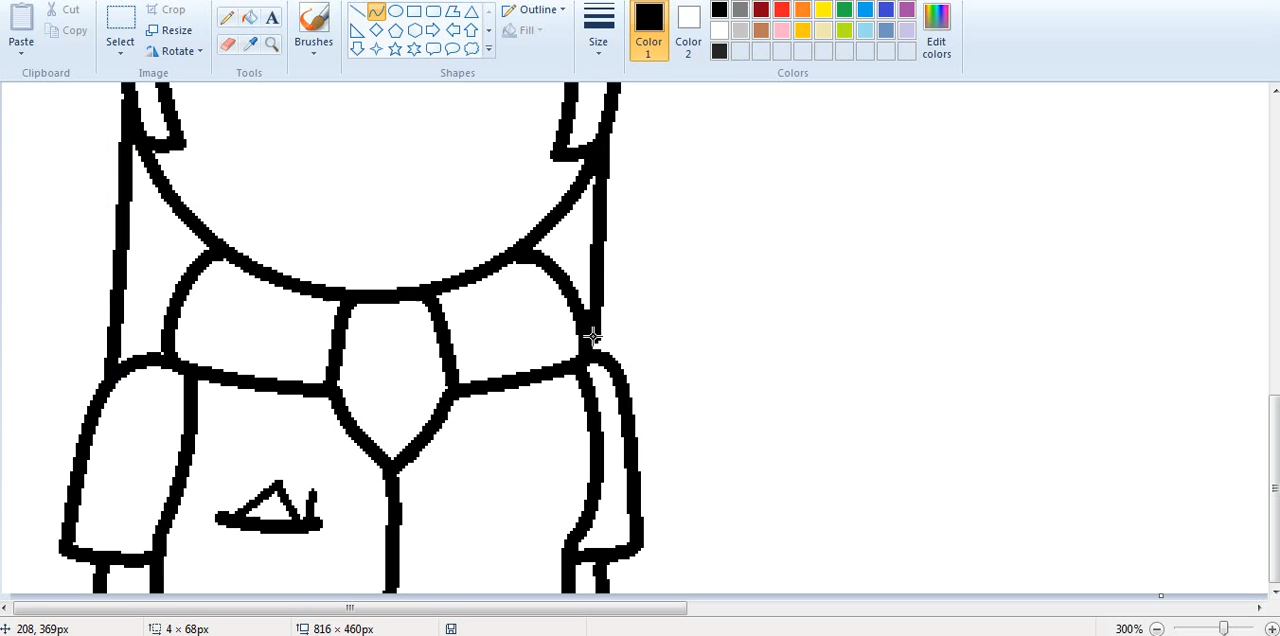 Paste
Cut
Copy
Clipboard
Select
Crop
Resize
Rotate
Image
A
Tools
Brushes
Shapes
Outline
Fill
Size
Color 1
Color 2
Edit colors
Colors
208, 369px
4 × 68px
816 × 460px
300%